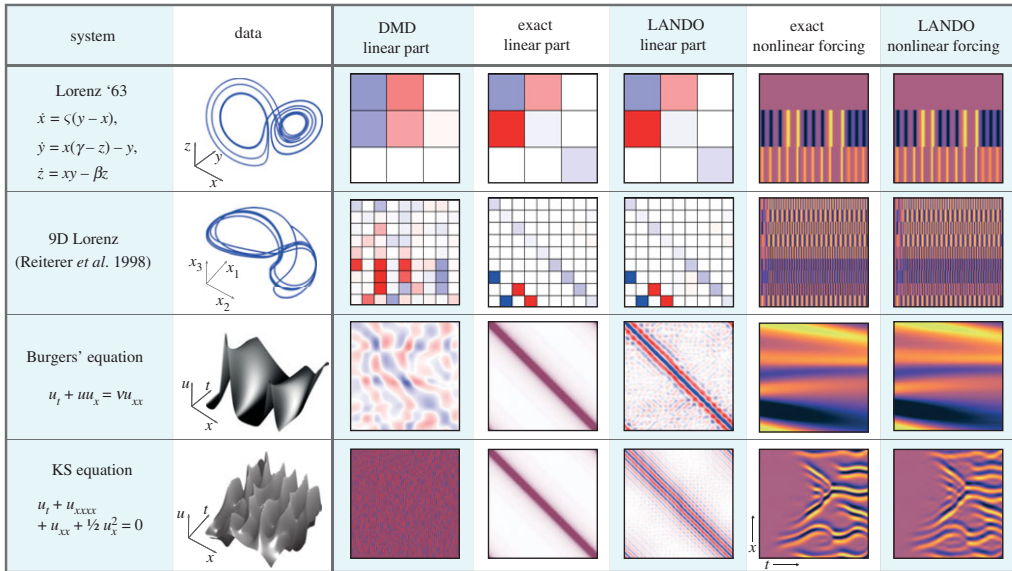 system
data
DMD
linear part
exact
linear part
LANDO
linear part
exact
nonlinear forcing
LANDO
nonlinear forcing
Lorenz ‘63
ẋ = ς(y – x),
ẏ = x(γ – z) – y,
ż = xy – βz
z
y
x
9D Lorenz
(Reiterer et al. 1998)
x₃
x₁
x₂
Burgers’ equation
uₜ + uuₓ = νuₓₓ
u
t
x
KS equation
uₜ + uₓₓₓₓ
+ uₓₓ + ½ uₓ² = 0
u
t
x
x
t